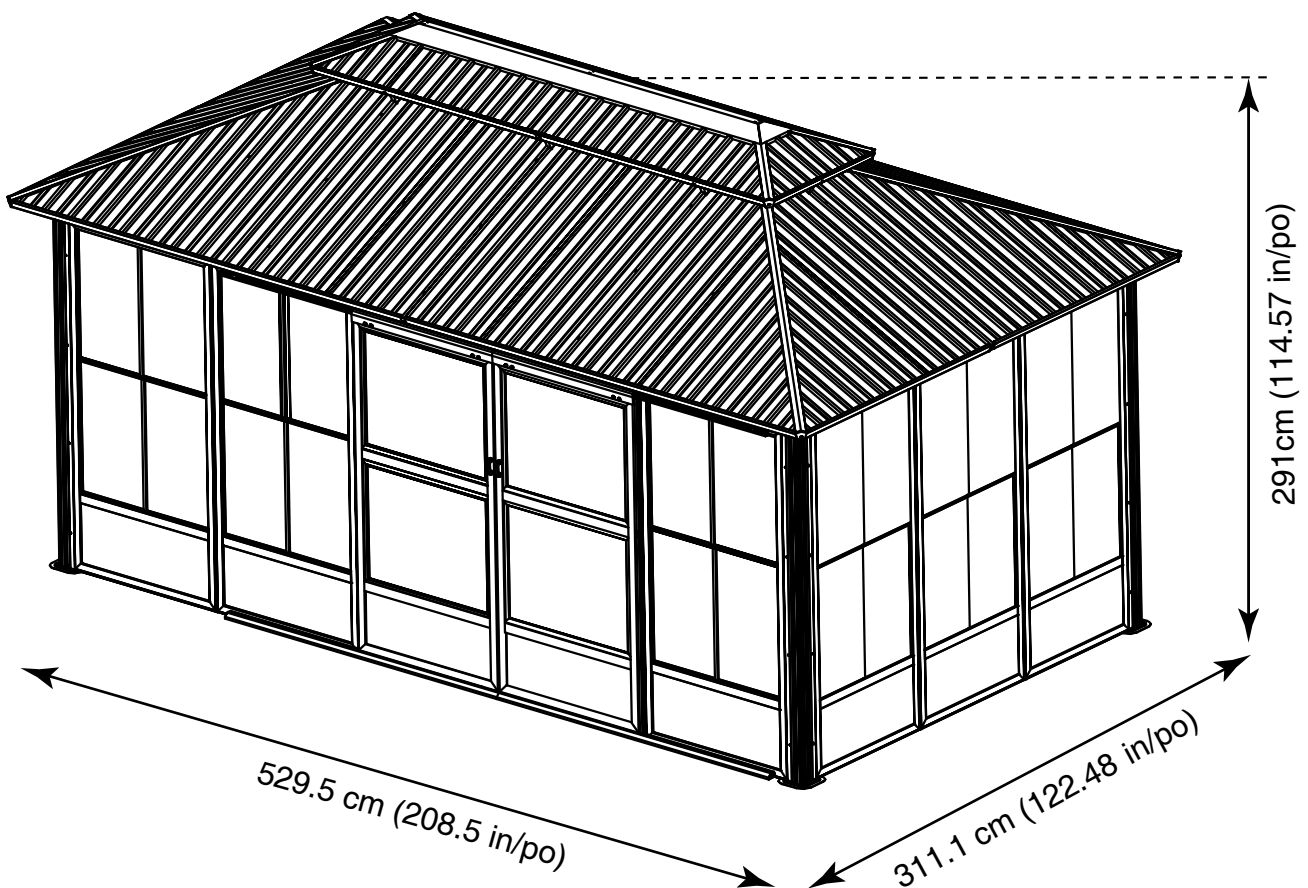 291cm (114.57 in/po)
529.5 cm (208.5 in/po)
311.1 cm (122.48 in/po)